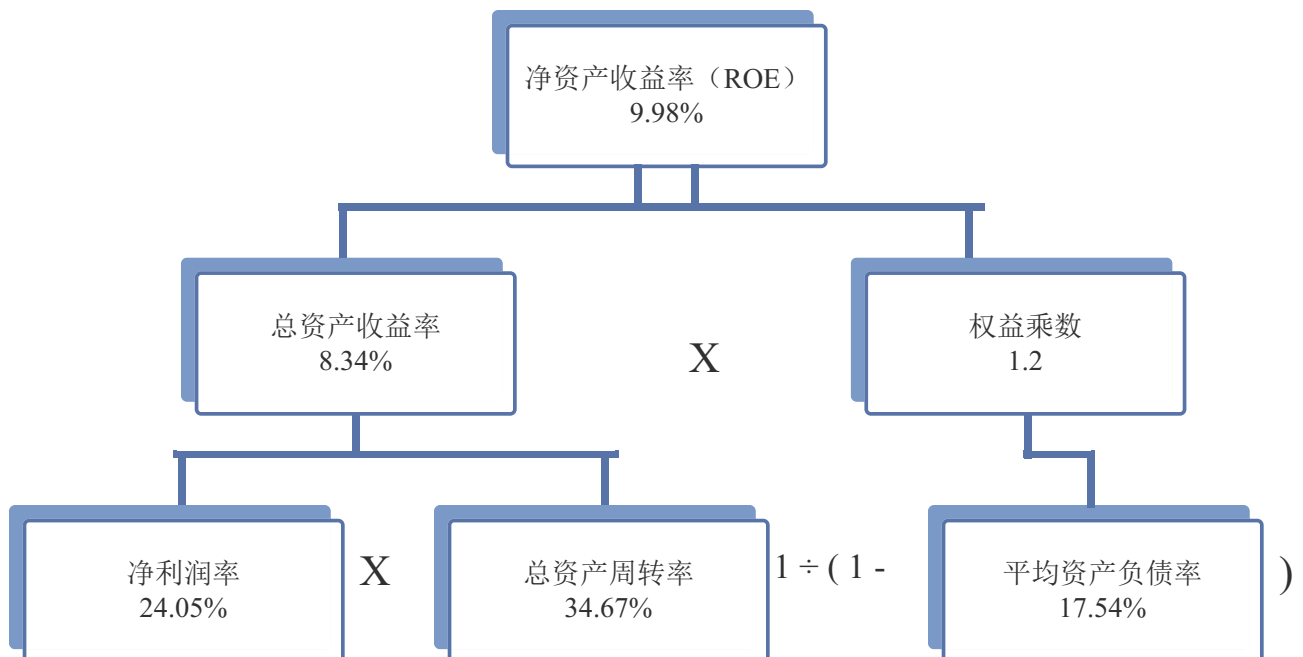 净资产收益率（ROE）
9.98%
总资产收益率
8.34%
X
权益乘数
1.2
净利润率
24.05%
X
总资产周转率
34.67%
1 ÷ ( 1 -
平均资产负债率
17.54%
)